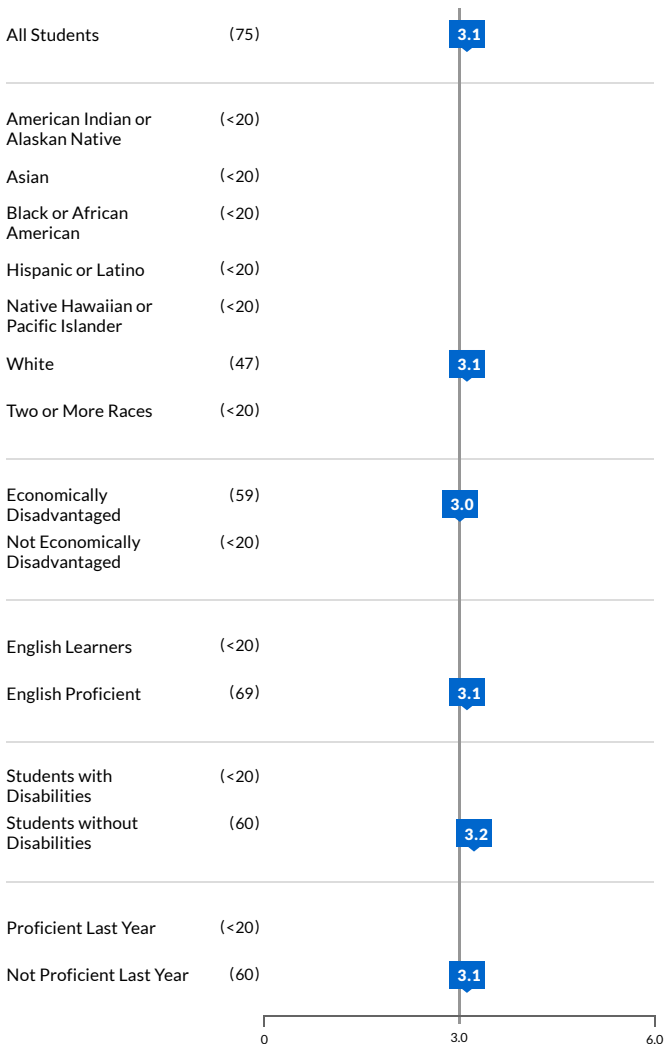 All Students (75) 3.1
American Indian or (<20)
Alaskan Native
Asian (<20)
Black or African (<20)
American
Hispanic or Latino (<20)
Native Hawaiian or (<20)
Pacific Islander
White (47) 3.1
Two or More Races (<20)
Economically (59) 3.0
Disadvantaged
Not Economically (<20)
Disadvantaged
English Learners (<20)
English Proficient (69) 3.1
Students with (<20)
Disabilities
Students without (60) 3.2
Disabilities
Proficient Last Year (<20)
Not Proficient Last Year (60) 3.1
0 3.0 6.0